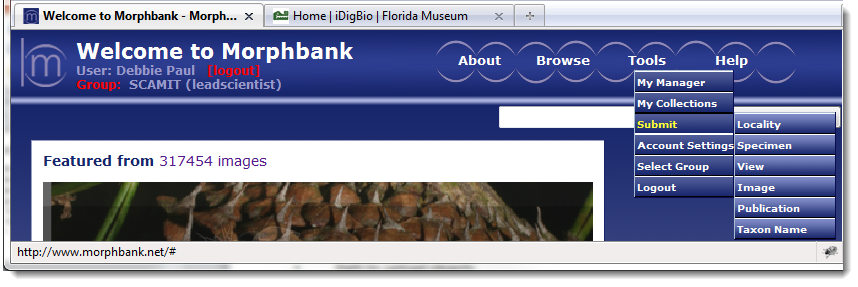 Welcome to Morphbank - Morph...
Home | iDigBio | Florida Museum
m
Welcome to Morphbank
User: Debbie Paul [logout]
Group: SCAMIT (leadscientist)
About Browse Tools Help
My Manager
My Collections
Submit
Account Settings
Select Group
Logout
Locality
Specimen
View
Image
Publication
Taxon Name
Featured from 317454 images
http://www.morphbank.net/#